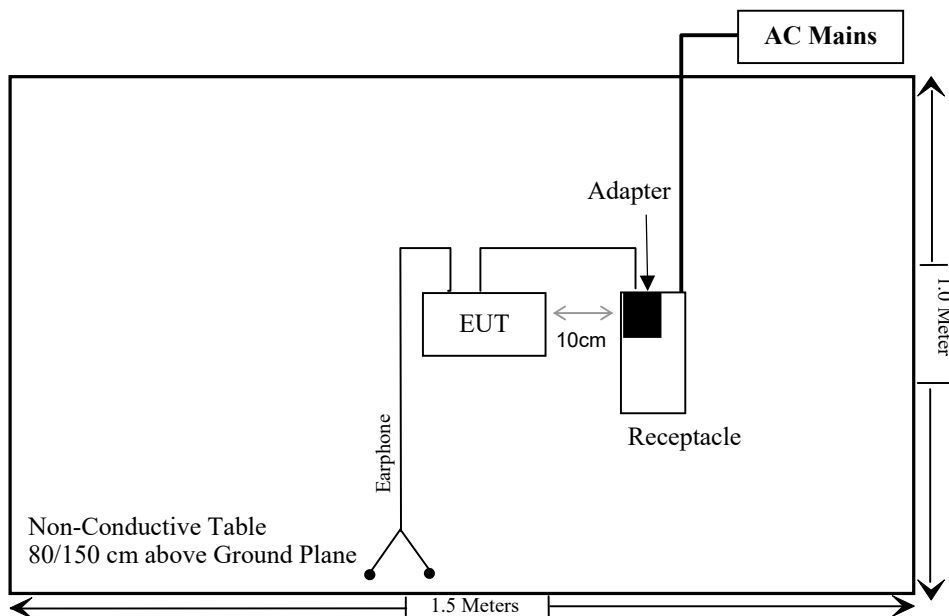 AC Mains
Adapter
EUT
10cm
1.0 Meter
Receptacle
Earphone
Non-Conductive Table
80/150 cm above Ground Plane
1.5 Meters